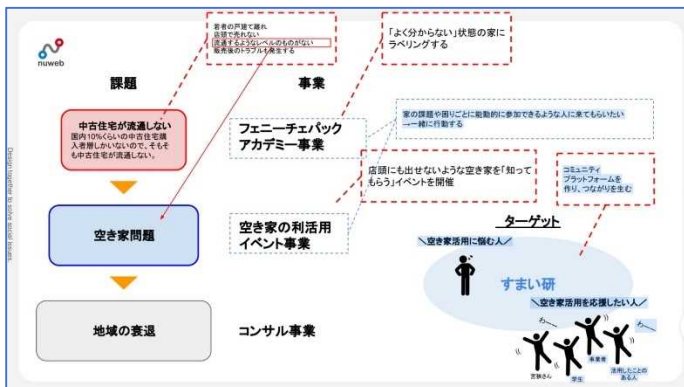 nuweb
若者の戸建て離れ
店頭で売れない
流通するようなレベルのものがない
販売後のトラブルも発生する
「よく分からない」状態の家に
ラベリングする
課題
事業
中古住宅が流通しない
国内10%くらいの中古住宅購
入者層しかいないので、そもそ
も中古住宅が流通しない。
フェニーチェパック
アカデミー事業
家の課題や困りごとに能動的に参加できるような人に来てもらいたい
→一緒に行動する
店頭にも出せないような空き家を「知って
もらう」イベントを開催
コミュニティ
プラットフォームを
作り、つながりを生む
空き家問題
空き家の利活用
イベント事業
ターゲット
＼空き家活用に悩む人／
すまい研
＼空き家活用を応援したい人／
わ〜
わ〜
地域の衰退
コンサル事業
事業者
学生
活用したことの
ある人
Design together to solve social issues